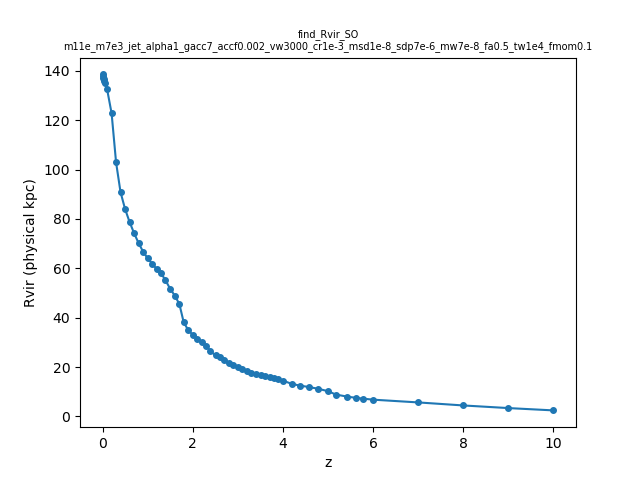 find_Rvir_SO
m11e_m7e3_jet_alpha1_gacc7_accf0.002_vw3000_cr1e-3_msd1e-8_sdp7e-6_mw7e-8_fa0.5_tw1e4_fmom0.1
140
120
100
80
60
40
20
0
Rvir (physical kpc)
0 2 4 6 8 10
z